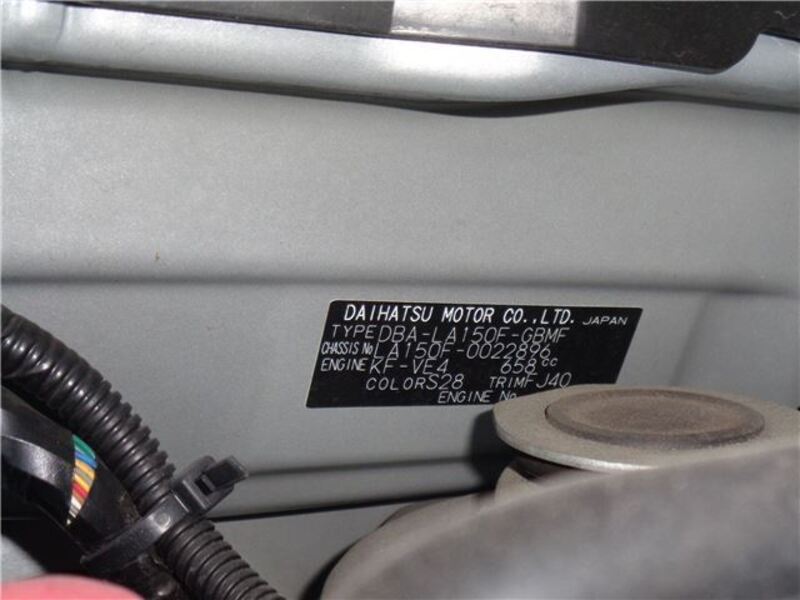 DAIHATSU MOTOR CO.,LTD. JAPAN
TYPE DBA-LA150F-GBMF
CHASSIS No LA150F-0022896
ENGINE KF-VE4 658cc
COLOR S28 TRIM FJ40
ENGINE No.